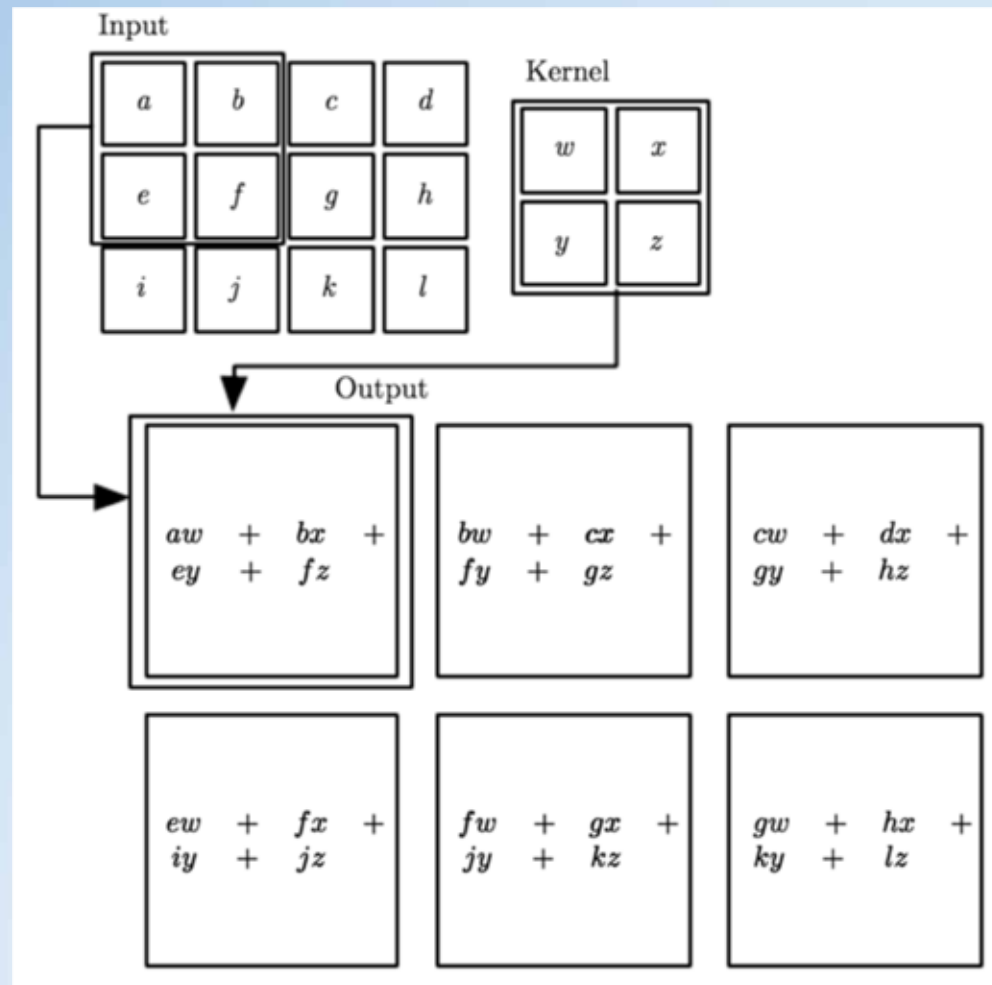 Input
a b c d
Kernel
w x
e f g h
y z
i j k l
Output
aw + bx +
ey + fz
bw + cx +
fy + gz
cw + dx +
gy + hz
ew + fx +
iy + jz
fw + gx +
jy + kz
gw + hx +
ky + lz